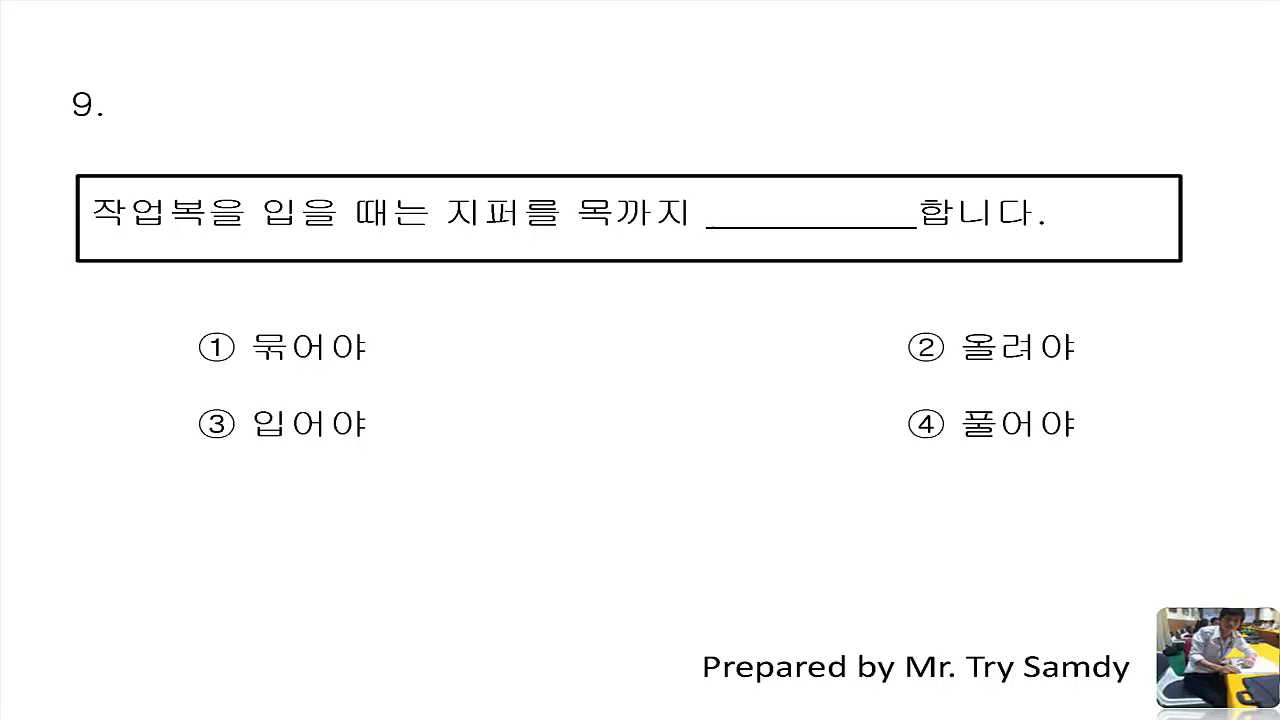 9.
작업복을 입을 때는 지퍼를 목까지 __________합니다.
① 묶어야
② 올려야
③ 입어야
④ 풀어야
Prepared by Mr. Try Samdy